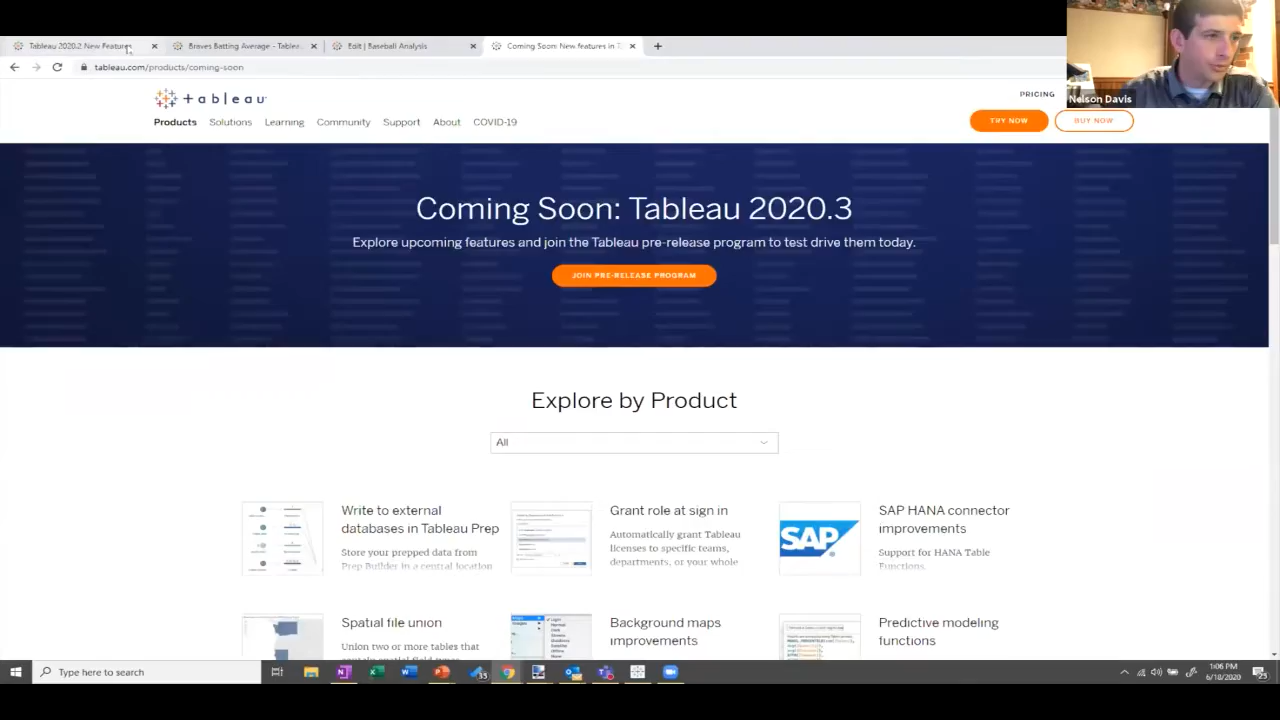 Tableau 2020.2 New Features
Braves Batting Average - Tablea
Edit | Baseball Analysis
Coming Soon: New features in T
tableau.com/products/coming-soon
Nelson Davis
+ableau
PRICING
Products
Solutions
Learning
Community
Support
About
COVID-19
TRY NOW
BUY NOW
Coming Soon: Tableau 2020.3
Explore upcoming features and join the Tableau pre-release program to test drive them today.
JOIN PRE-RELEASE PROGRAM
Explore by Product
All
Write to external
databases in Tableau Prep
Store your prepped data from
Prep Builder in a central location
Grant role at sign in
Automatically grant Tableau
licenses to specific teams,
departments, or your whole
SAP
SAP HANA connector
improvements
Support for HANA Table
Functions.
Spatial file union
Union two or more tables that
Background maps
improvements
Predictive modeling
functions
Type here to search
1:06 PM
6/18/2020